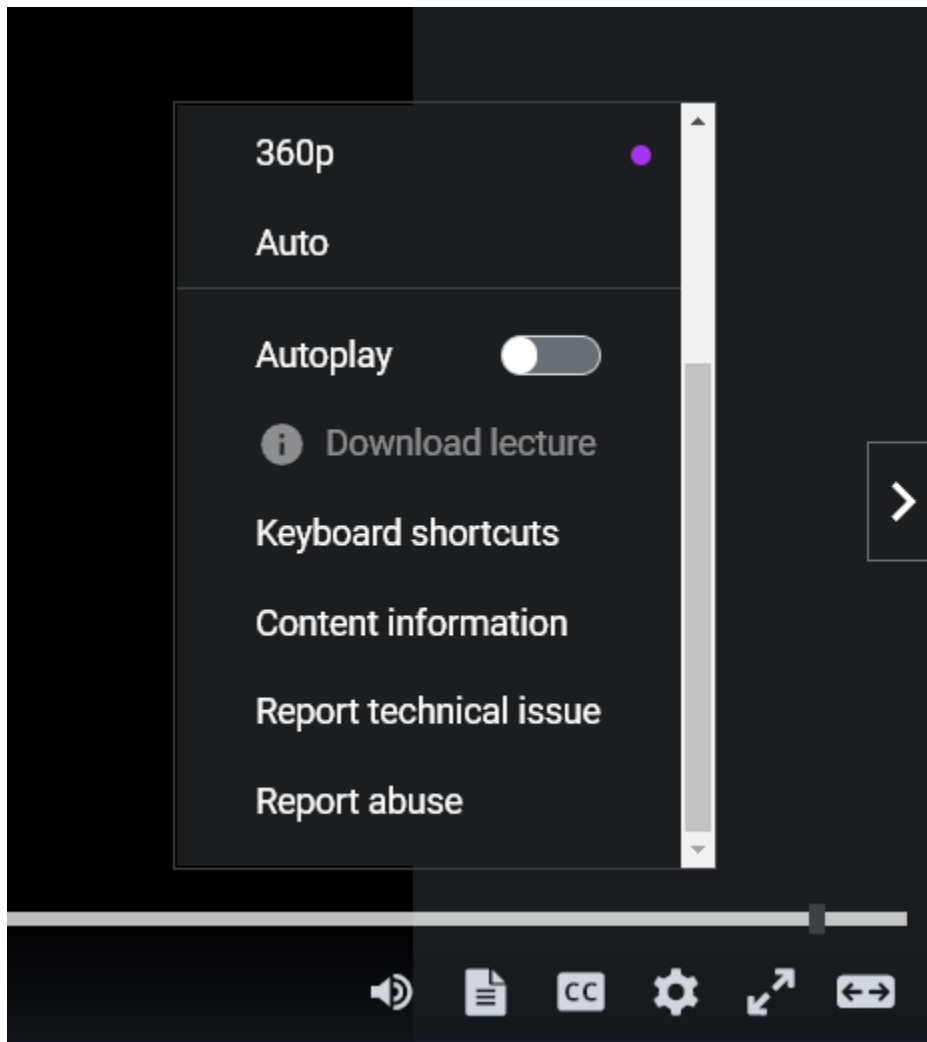 360p
Auto
Autoplay
Download lecture
Keyboard shortcuts
Content information
Report technical issue
Report abuse
CC